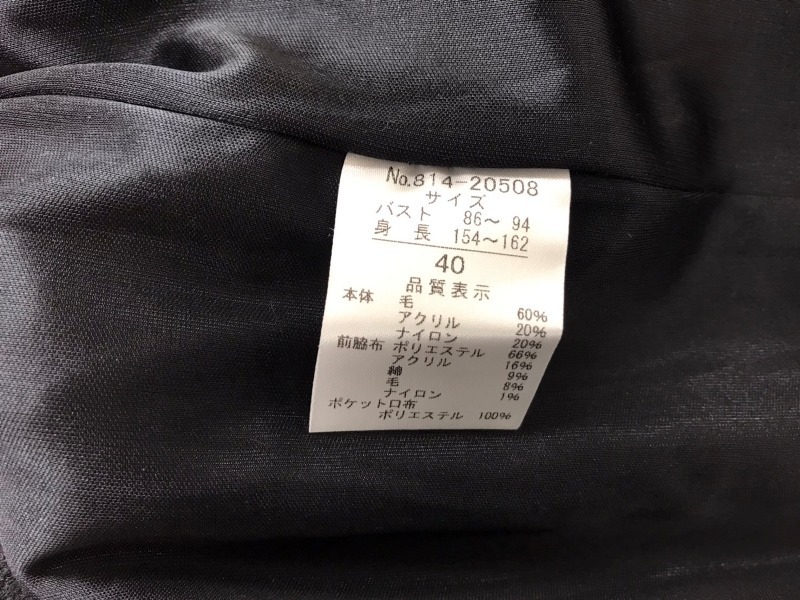 No.814-20508
サイズ
バスト 86～ 94
身 長 154～162
40
品質表示
本体 毛 60%
アクリル 20%
ナイロン 20%
前脇布 ポリエステル 66%
アクリル 16%
綿 9%
毛 8%
ナイロン 1%
ポケット口布
ポリエステル 100%